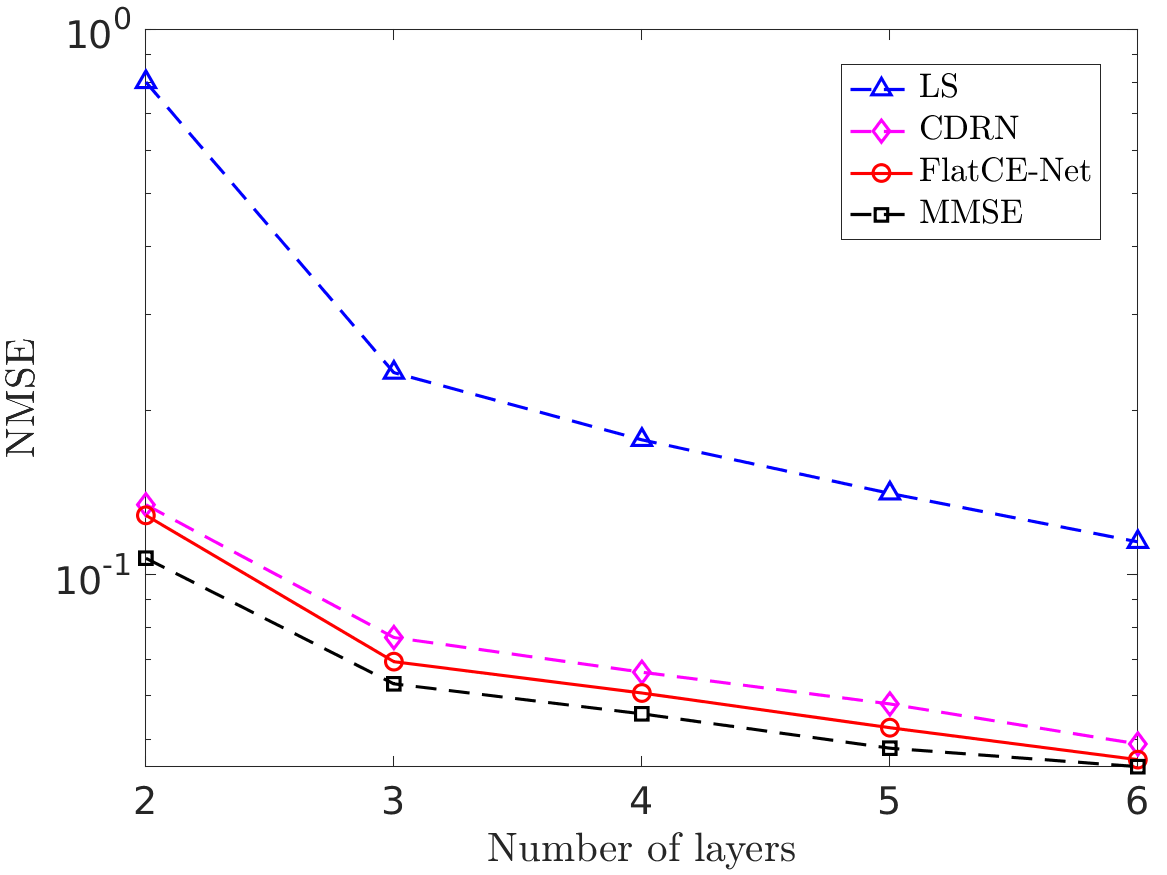 10^0
LS
CDRN
FlatCE-Net
MMSE
NMSE
10^-1
2 3 4 5 6
Number of layers